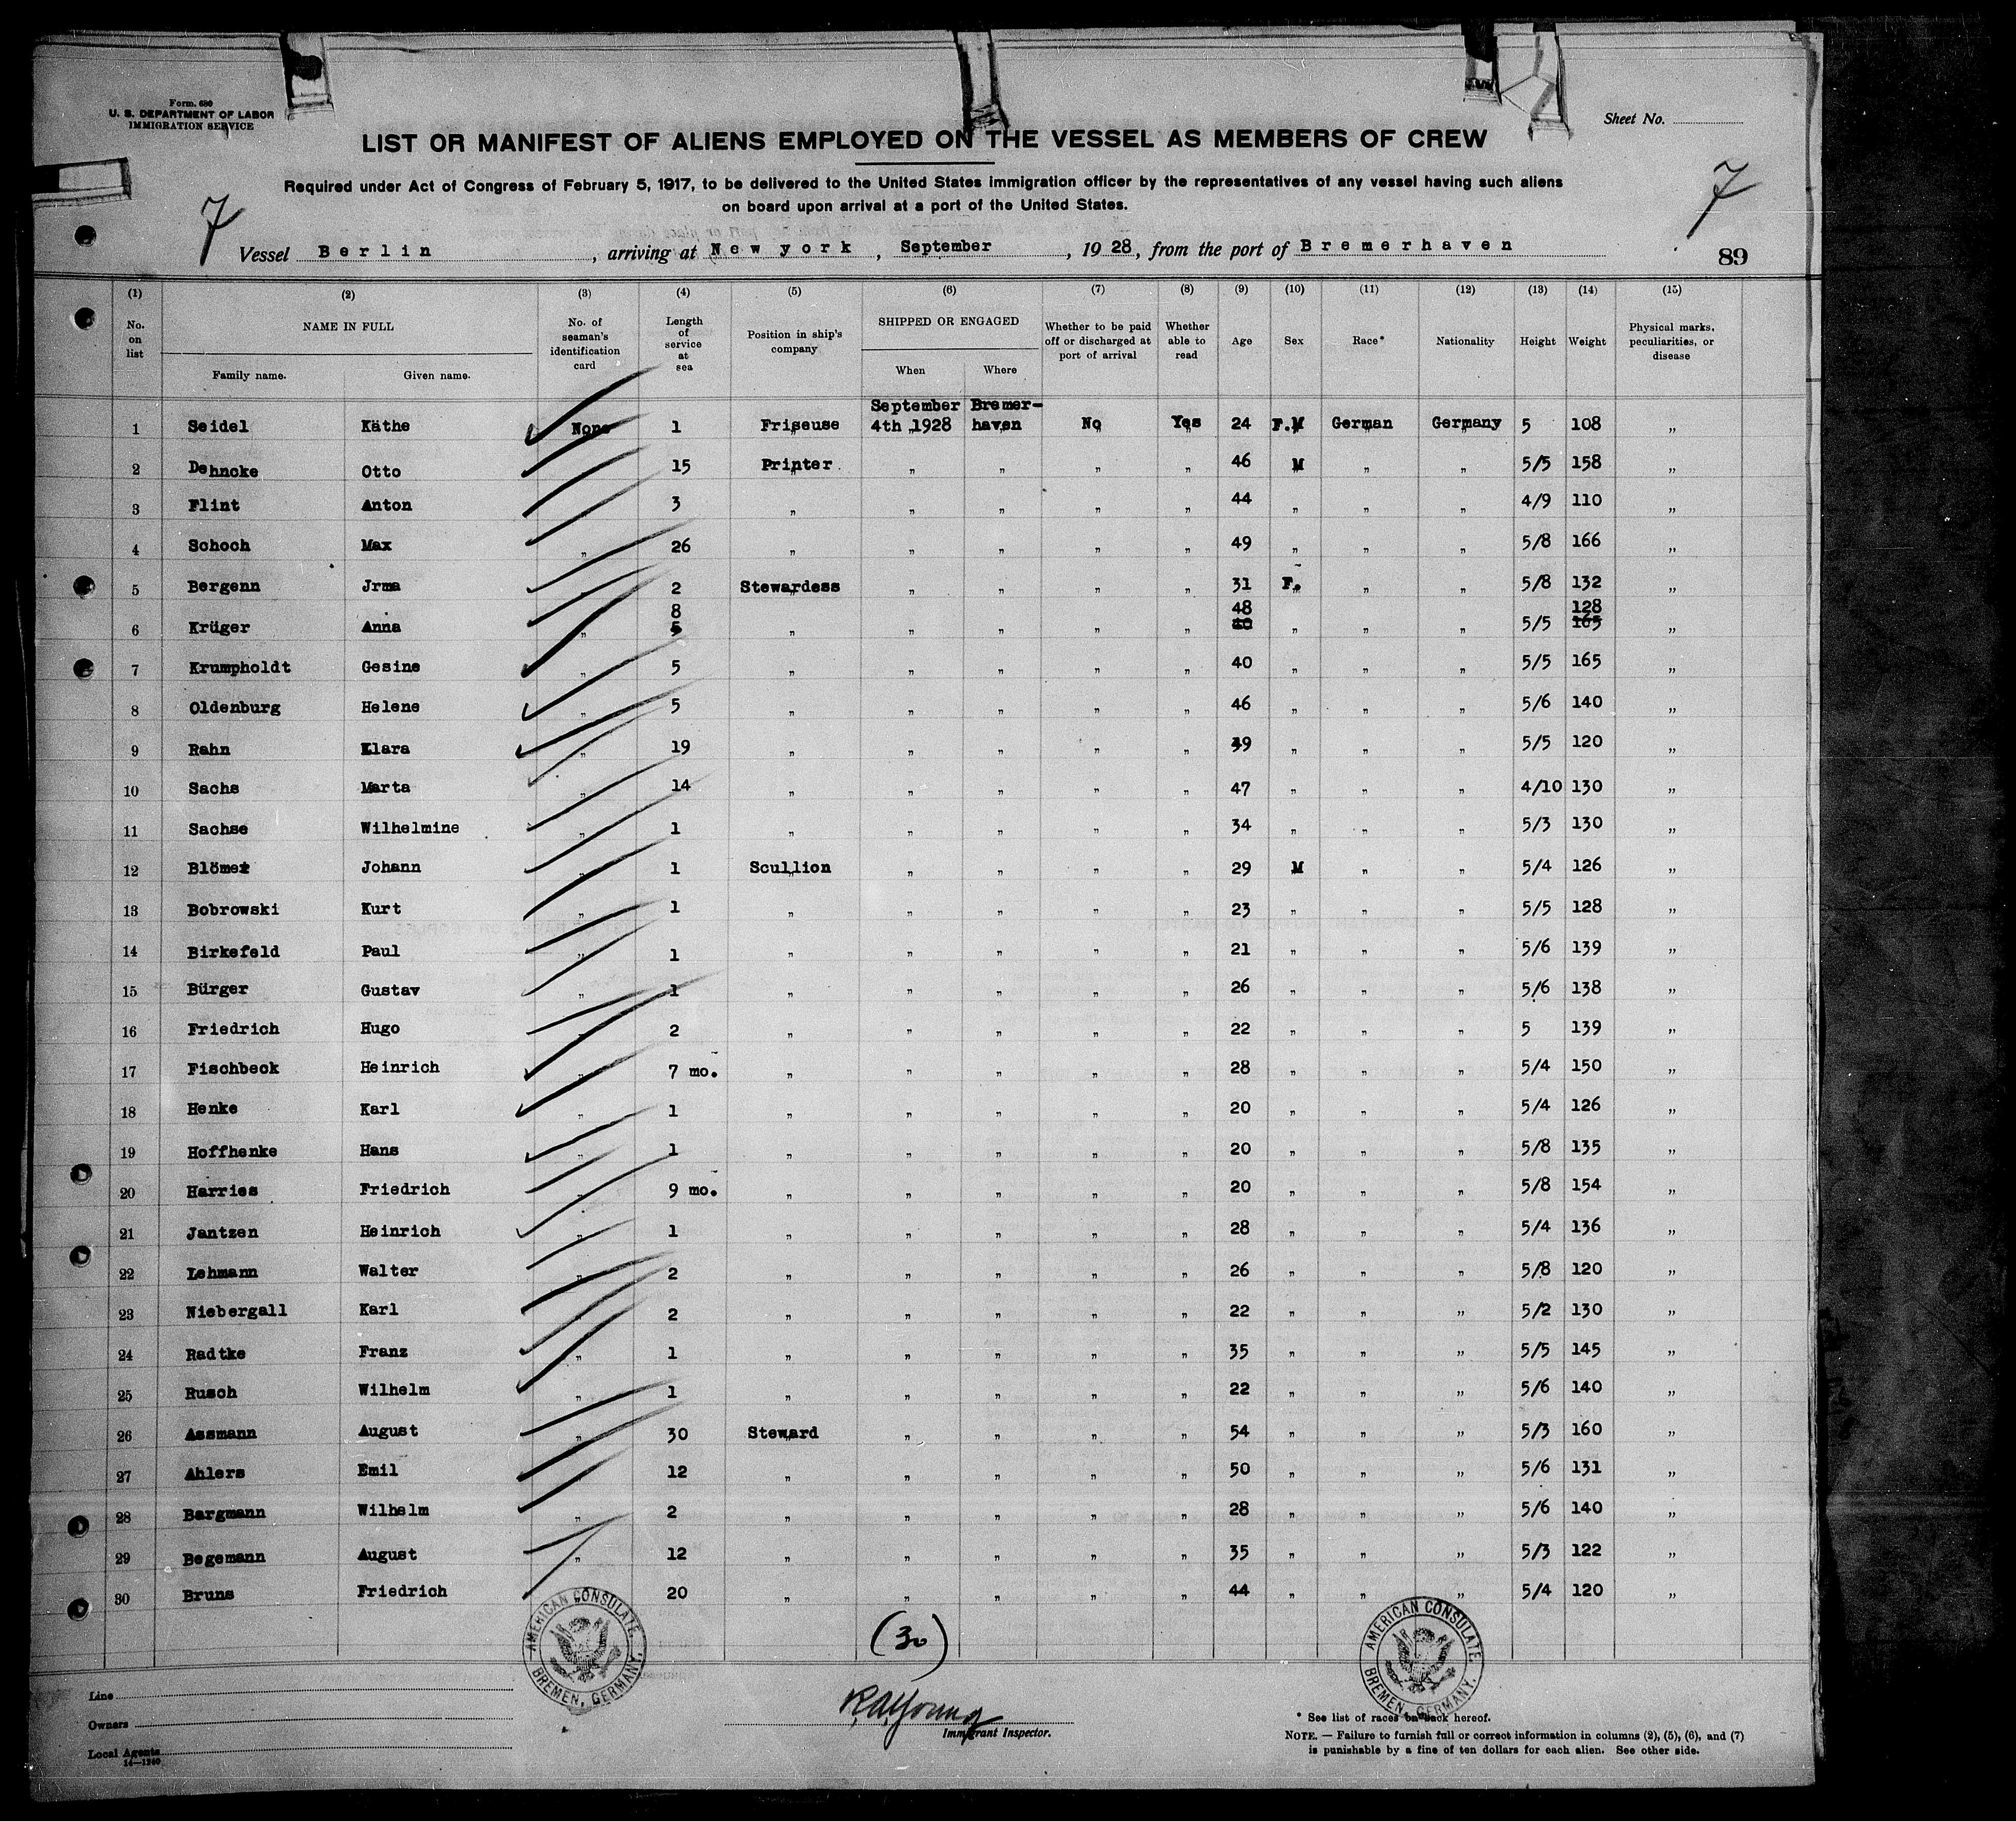 Form. 680
U. S. DEPARTMENT OF LABOR
IMMIGRATION SERVICE
Sheet No.
LIST OR MANIFEST OF ALIENS EMPLOYED ON THE VESSEL AS MEMBERS OF CREW
Required under Act of Congress of February 5, 1917, to be delivered to the United States immigration officer by the representatives of any vessel having such aliens
on board upon arrival at a port of the United States.
7 7
Vessel Berlin, arriving at New york, September, 1928, from the port of Bremerhaven
89
(1) (2) (3) (4) (5) (6) (7) (8) (9) (10) (11) (12) (13) (14) (15)
No. on list NAME IN FULL Family name. Given name. No. of seaman's identification card Length of service at sea Position in ship's company SHIPPED OR ENGAGED When Where Whether to be paid off or discharged at port of arrival Whether able to read Age Sex Race* Nationality Height Weight Physical marks, peculiarities, or disease
1 Seidel Käthe None 1 Friseuse September 4th 1928 Bremerhaven No Yes 24 F.M German Germany 5 108 „
2 Dehncke Otto 15 Printer „ „ „ „ 46 M „ „ 5/5 158 „
3 Flint Anton 3 „ „ „ „ „ 44 „ „ „ 4/9 110 „
4 Schoch Max „ 26 „ „ „ „ „ 49 „ „ „ 5/8 166 „
5 Bergenn Jrma „ 2 Stewardess „ „ „ „ 31 F. „ „ 5/8 132 „
6 Krüger Anna „ 8 5 „ „ „ „ „ 48 40 „ „ „ 5/5 128 165 „
7 Krumpholdt Gesine „ 5 „ „ „ „ „ 40 „ „ „ 5/5 165 „
8 Oldenburg Helene „ 5 „ „ „ „ „ 46 „ „ „ 5/6 140 „
9 Rahn Klara „ 19 „ „ „ „ „ 39 „ „ „ 5/5 120 „
10 Sachs Marta „ 14 „ „ „ „ „ 47 „ „ „ 4/10 130 „
11 Sachse Wilhelmine „ 1 „ „ „ „ „ 34 „ „ „ 5/3 130 „
12 Blömer Johann „ 1 Scullion „ „ „ „ 29 M „ „ 5/4 126 „
13 Bobrowski Kurt „ 1 „ „ „ „ „ 23 „ „ „ 5/5 128 „
14 Birkefeld Paul „ 1 „ „ „ „ „ 21 „ „ „ 5/6 139 „
15 Bürger Gustav „ 1 „ „ „ „ „ 26 „ „ „ 5/6 138 „
16 Friedrich Hugo „ 2 „ „ „ „ „ 22 „ „ „ 5 139 „
17 Fischbeck Heinrich „ 7 mo. „ „ „ „ „ 28 „ „ „ 5/4 150 „
18 Henke Karl „ 1 „ „ „ „ „ 20 „ „ „ 5/4 126 „
19 Hoffhenke Hans „ 1 „ „ „ „ „ 20 „ „ „ 5/8 135 „
20 Harries Friedrich „ 9 mo. „ „ „ „ „ 20 „ „ „ 5/8 154 „
21 Jantzen Heinrich „ 1 „ „ „ „ „ 28 „ „ „ 5/4 136 „
22 Lehmann Walter „ 2 „ „ „ „ „ 26 „ „ „ 5/8 120 „
23 Niebergall Karl „ 2 „ „ „ „ „ 22 „ „ „ 5/2 130 „
24 Radtke Franz „ 1 „ „ „ „ „ 35 „ „ „ 5/5 145 „
25 Rusch Wilhelm „ 1 „ „ „ „ „ 22 „ „ „ 5/6 140 „
26 Assmann August „ 30 Steward „ „ „ „ 54 „ „ „ 5/3 160 „
27 Ahlers Emil „ 12 „ „ „ „ „ 50 „ „ „ 5/6 131 „
28 Bargmann Wilhelm „ 2 „ „ „ „ „ 28 „ „ „ 5/6 140 „
29 Begemann August „ 12 „ „ „ „ „ 35 „ „ „ 5/3 122 „
30 Bruns Friedrich „ 20 „ „ „ „ „ 44 „ „ „ 5/4 120 „
(30)
AMERICAN CONSULATE. BREMEN, GERMANY.
AMERICAN CONSULATE. BREMEN, GERMANY.
Line
Owners
Local Agents
14—1240
R.A. Young
Immigrant Inspector.
* See list of races on back hereof.
NOTE. — Failure to furnish full or correct information in columns (2), (5), (6), and (7)
is punishable by a fine of ten dollars for each alien. See other side.